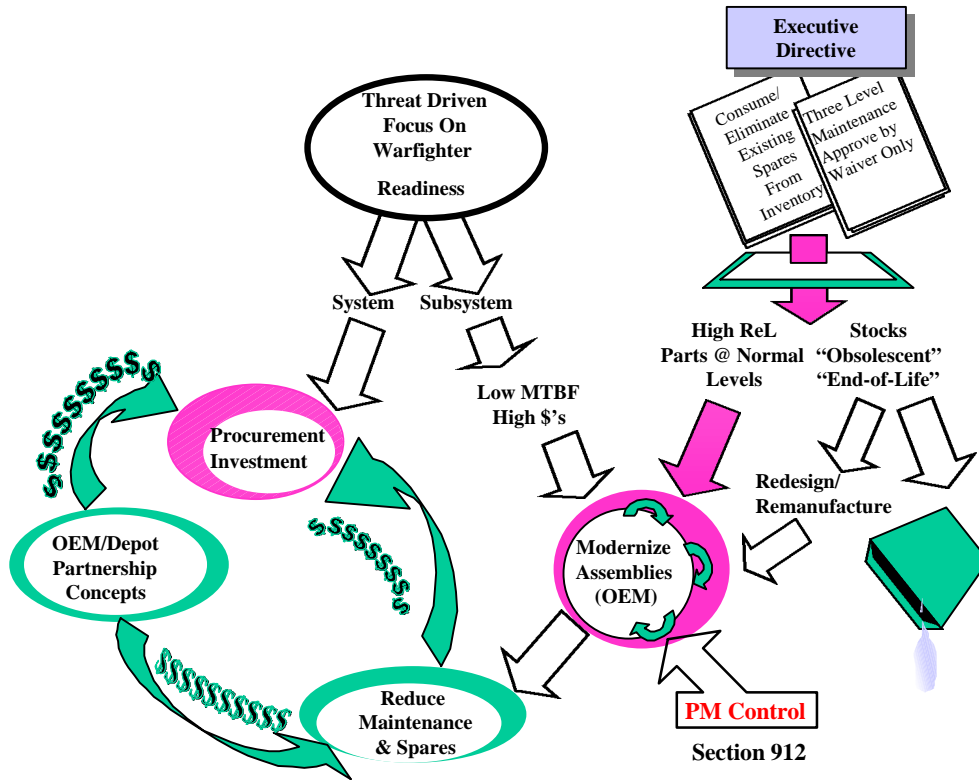 Executive
Directive
Consume/
Eliminate
Existing
Spares
From
Inventory
Three Level
Maintenance
Approve by
Waiver Only
Threat Driven
Focus On
Warfighter
Readiness
System
Subsystem
High ReL
Parts @ Normal
Levels
Stocks
“Obsolescent”
“End-of-Life”
Low MTBF
High $'s
$$$$$$$$$$
Procurement
Investment
Redesign/
Remanufacture
$$$$$$$$$
OEM/Depot
Partnership
Concepts
Modernize
Assemblies
(OEM)
$$$$$$$$$$
Reduce
Maintenance
& Spares
PM Control
Section 912